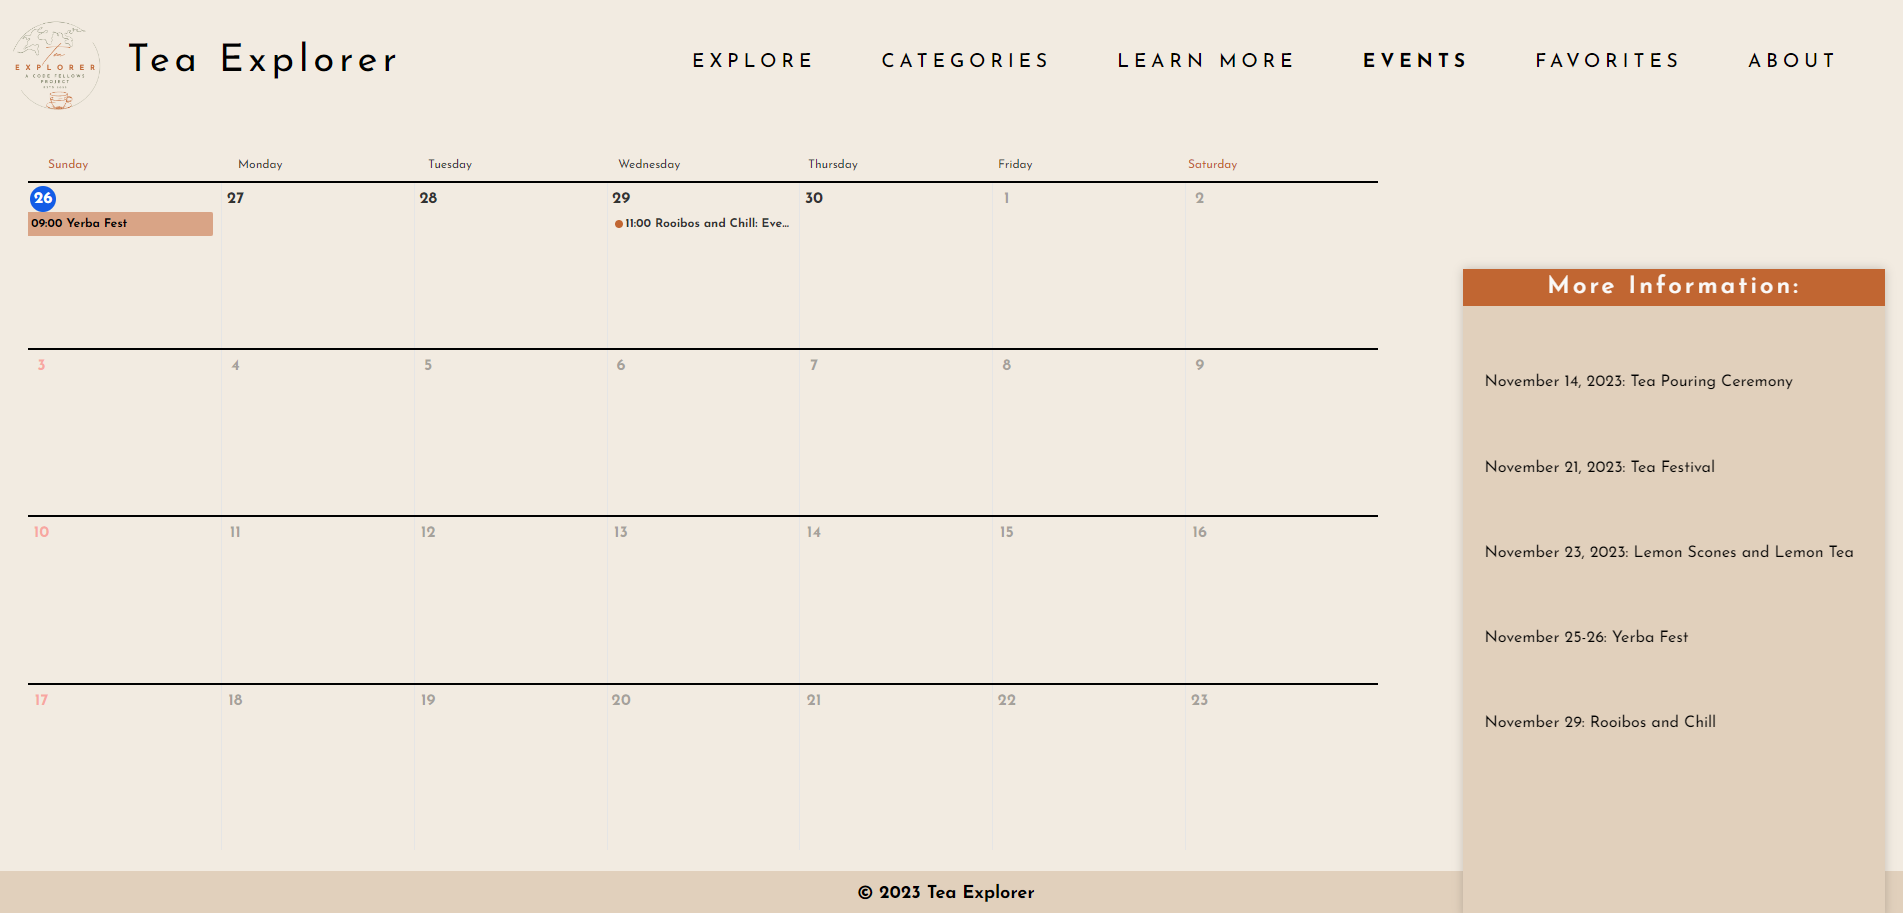 Tea
EXPLORER
A CODE FELLOWS
PROJECT
Tea Explorer
EXPLORE CATEGORIES LEARN MORE EVENTS FAVORITES ABOUT
Sunday Monday Tuesday Wednesday Thursday Friday Saturday
26 27 28 29 30 1 2
09:00 Yerba Fest 11:00 Rooibos and Chill: Eve...
3 4 5 6 7 8 9
10 11 12 13 14 15 16
17 18 19 20 21 22 23
More Information:
November 14, 2023: Tea Pouring Ceremony
November 21, 2023: Tea Festival
November 23, 2023: Lemon Scones and Lemon Tea
November 25-26: Yerba Fest
November 29: Rooibos and Chill
© 2023 Tea Explorer